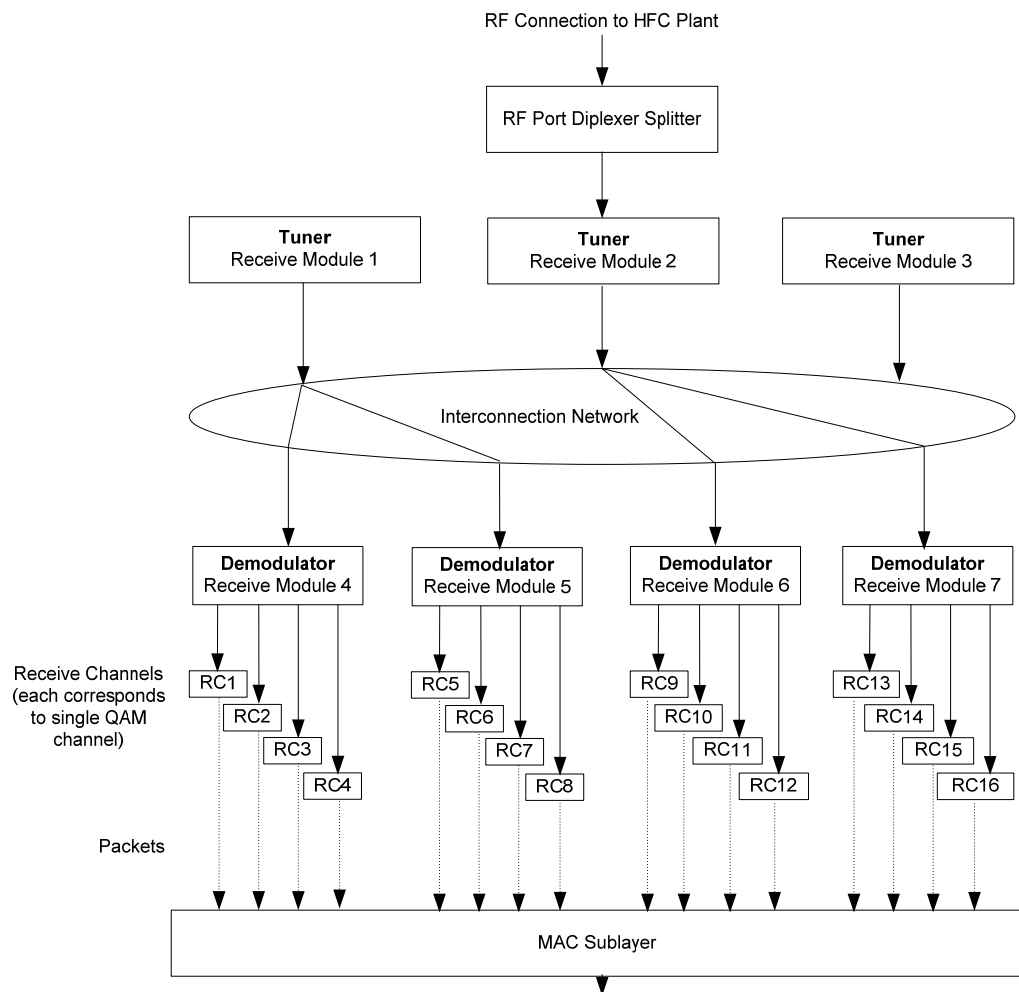 RF Connection to HFC Plant
RF Port Diplexer Splitter
Tuner
Receive Module 1
Tuner
Receive Module 2
Tuner
Receive Module 3
Interconnection Network
Demodulator
Receive Module 4
Demodulator
Receive Module 5
Demodulator
Receive Module 6
Demodulator
Receive Module 7
Receive Channels
(each corresponds
to single QAM
channel)
RC1
RC2
RC3
RC4
RC5
RC6
RC7
RC8
RC9
RC10
RC11
RC12
RC13
RC14
RC15
RC16
Packets
MAC Sublayer